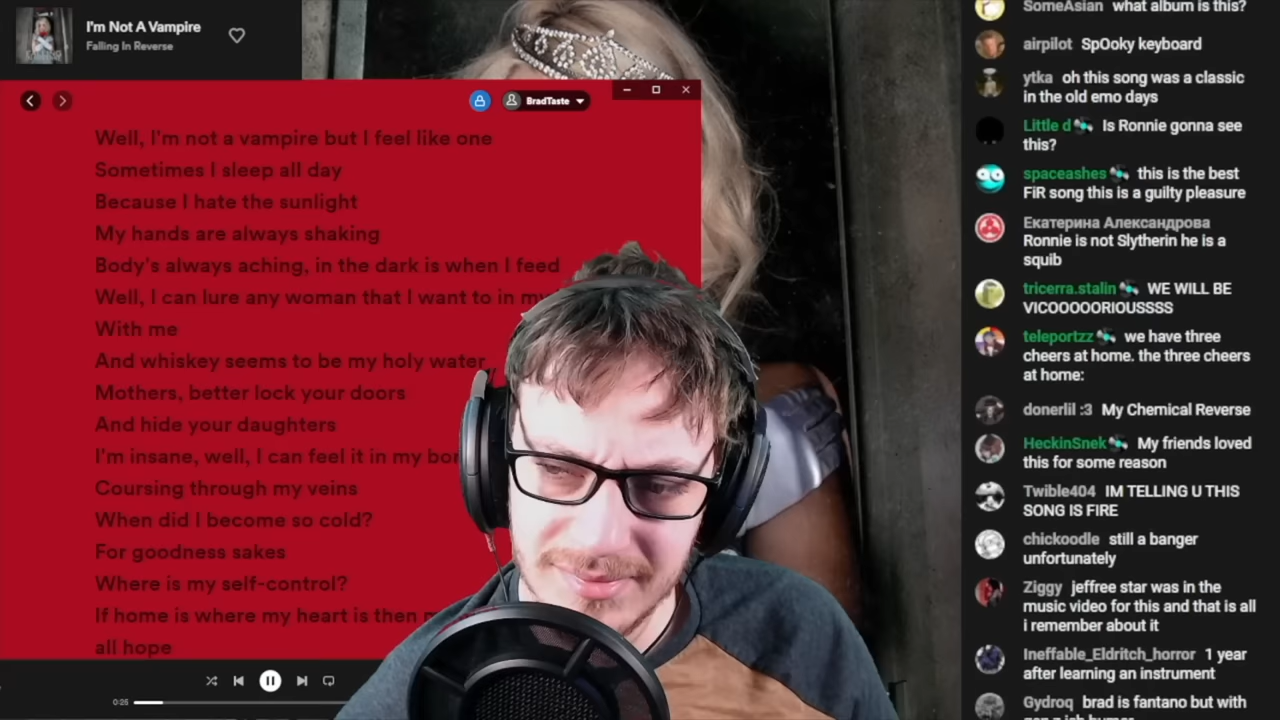 I'm Not A Vampire
Falling In Reverse
BradTaste
Well, I'm not a vampire but I feel like one
Sometimes I sleep all day
Because I hate the sunlight
My hands are always shaking
Body's always aching, in the dark is when I feed
Well, I can lure any woman that I want to in my
With me
And whiskey seems to be my holy water
Mothers, better lock your doors
And hide your daughters
I'm insane, well, I can feel it in my
Coursing through my veins
When did I become so cold?
For goodness sakes
Where is my self-control?
If home is where my heart is then
all hope
0:25
SomeAsian what album is this?
airpilot SpOoky keyboard
ytka oh this song was a classic
in the old emo days
Little d Is Ronnie gonna see
this?
spaceashes this is the best
FiR song this is a guilty pleasure
Екатерина Александрова
Ronnie is not Slytherin he is a
squib
tricerra.stalin WE WILL BE
VICOOOOORIOUSSSS
teleportzz we have three
cheers at home. the three cheers
at home:
donerlil :3 My Chemical Reverse
HeckinSnek My friends loved
this for some reason
Twible404 IM TELLING U THIS
SONG IS FIRE
chickoodle still a banger
unfortunately
Ziggy jeffree star was in the
music video for this and that is all
i remember about it
Ineffable_Eldritch_horror 1 year
after learning an instrument
Gydroq brad is fantano but with